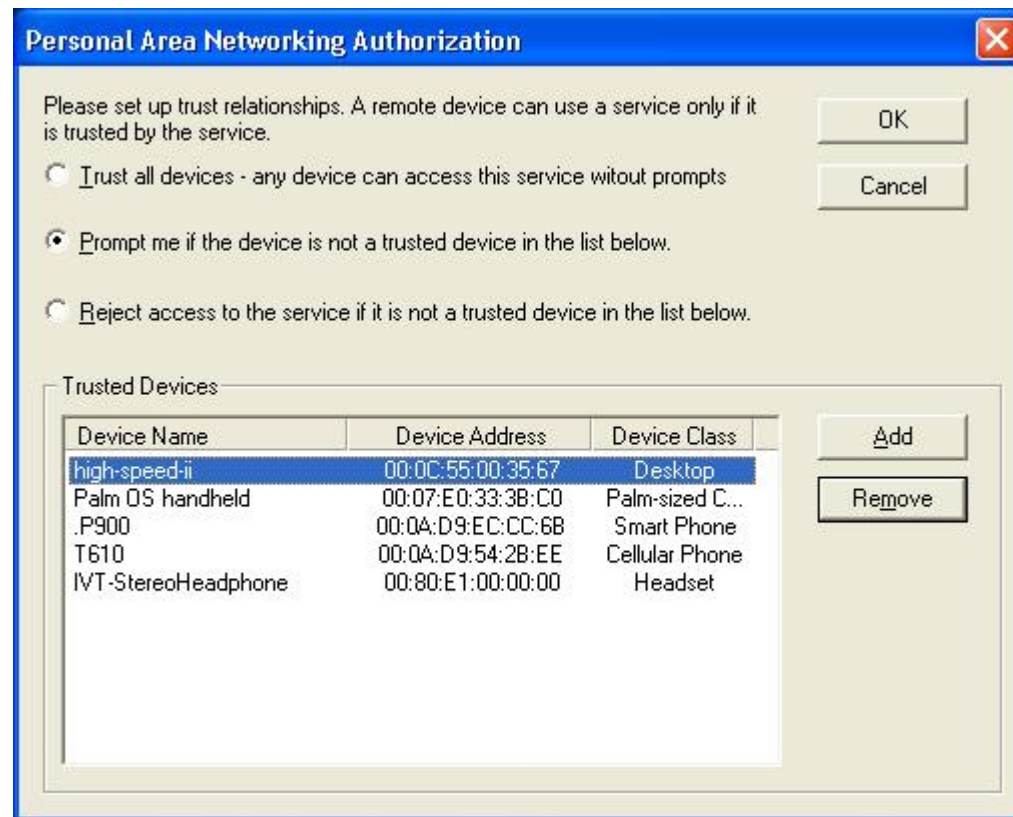 Personal Area Networking Authorization
Please set up trust relationships. A remote device can use a service only if it
is trusted by the service.
OK
Trust all devices - any device can access this service witout prompts
Cancel
Prompt me if the device is not a trusted device in the list below.
Reject access to the service if it is not a trusted device in the list below.
Trusted Devices
Device Name Device Address Device Class
Add
high-speed-ii 00:0C:55:00:35:67 Desktop
Palm OS handheld 00:07:E0:33:3B:C0 Palm-sized C...
Remove
.P900 00:0A:D9:EC:CC:6B Smart Phone
T610 00:0A:D9:54:2B:EE Cellular Phone
IVT-StereoHeadphone 00:80:E1:00:00:00 Headset